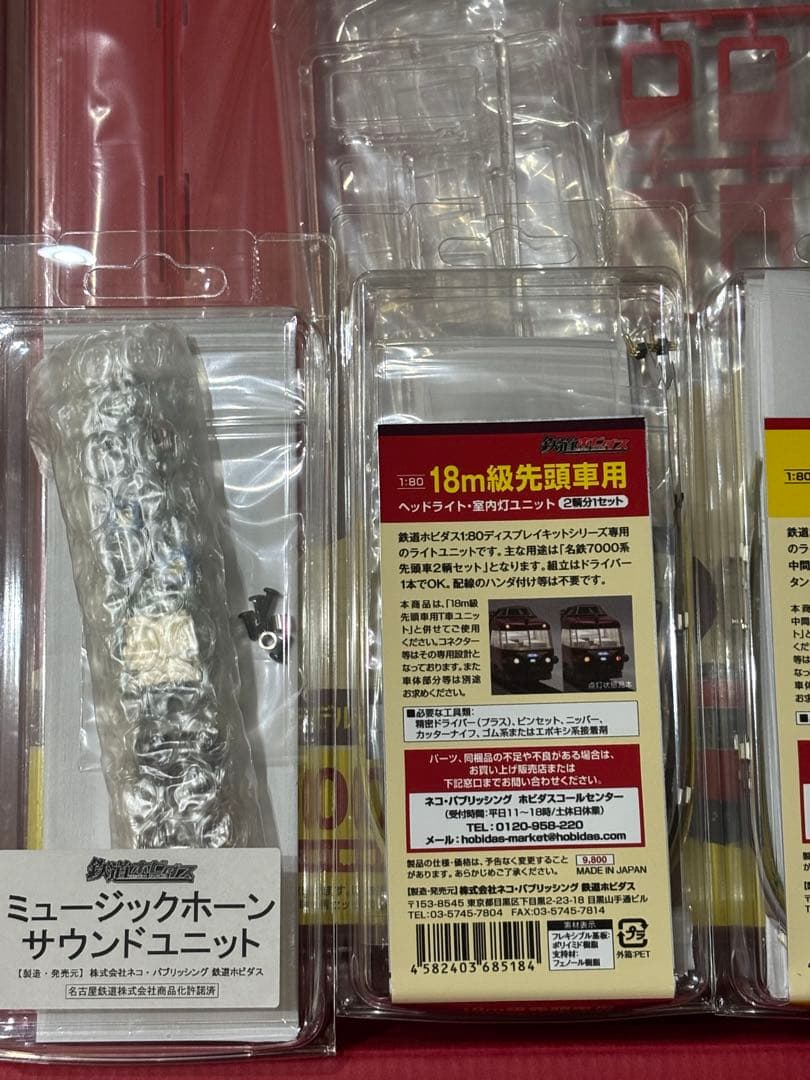 鉄道ホビダス
ミュージックホーン
サウンドユニット
【製造・発売元】株式会社ネコ・パブリッシング 鉄道ホビダス
名古屋鉄道株式会社商品化許諾済
鉄道ホビダス
1:80 18m級先頭車用
ヘッドライト・室内灯ユニット 2輌分1セット
鉄道ホビダス1:80ディスプレイキットシリーズ専用
のライトユニットです。主な用途は「名鉄7000系
先頭車2輌セット」となります。組立はドライバー
1本でOK。配線のハンダ付け等は不要です。
本商品は、「18m級
先頭車用T車ユニッ
ト」と併せてご使用
ください。コネクター
等はその専用設計と
なっております。また
車体部分等は別途
お求めください。
点灯状態見本
■必要な工具類:
精密ドライバー(プラス)、ピンセット、ニッパー、
カッターナイフ、ゴム系またはエポキシ系接着剤
パーツ、同梱品の不足や不良がある場合は、
お買い上げ販売店または
下記窓口までお問い合わせください。
ネコ・パブリッシング ホビダスコールセンター
(受付時間:平日11~18時/土休日休業)
TEL:0120-958-220
メール:hobidas-market@hobidas.com
製品の仕様・価格は、予告なく変更すること
があります。あらかじめご了承ください。
9,800
MADE IN JAPAN
【製造・発売元】株式会社ネコ・パブリッシング 鉄道ホビダス
〒153-8545 東京都目黒区下目黒2-23-18 目黒山手通ビル
TEL:03-5745-7804 FAX:03-5745-7814
4 582403 685184
素材表示
フレキシブル基板:
ポリイミド樹脂
支持材:
フェノール樹脂
プラ
外箱:PET
1:80
鉄道
のラ
中間
タン